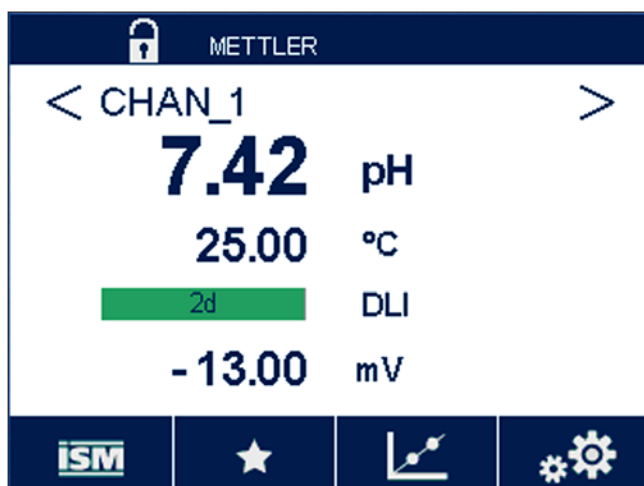 METTLER
< CHAN_1 >
7.42 pH
25.00 °C
2d DLI
-13.00 mV
ISM